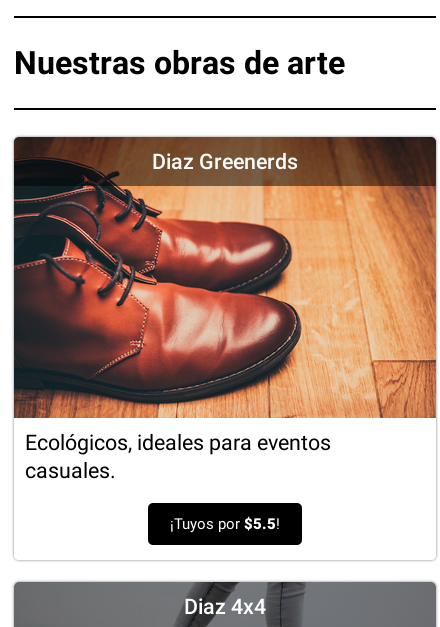 Nuestras obras de arte
Diaz Greenerds
Ecológicos, ideales para eventos
casuales.
¡Tuyos por $5.5!
Diaz 4x4